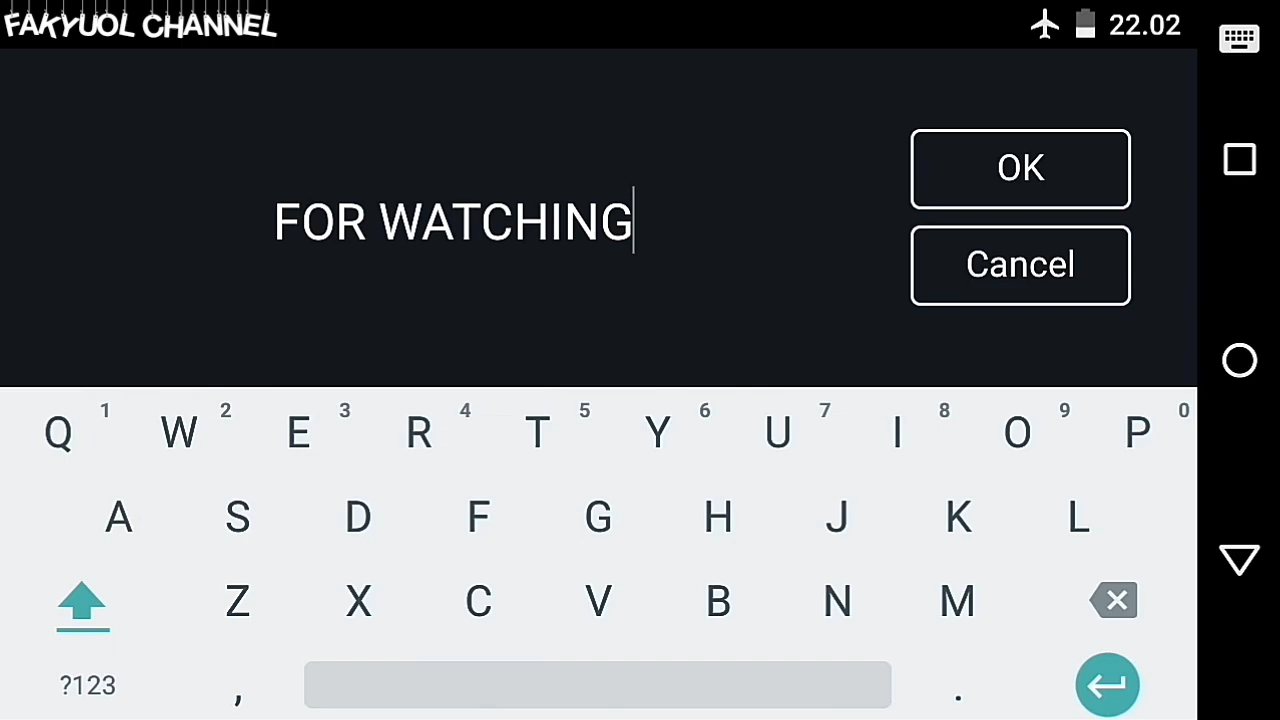 FAKYUOL CHANNEL
22.02
OK
FOR WATCHING
Cancel
Q 1 W 2 E 3 R 4 T 5 Y 6 U 7 I 8 O 9 P 0
A S D F G H J K L
Z X C V B N M
?123 , .